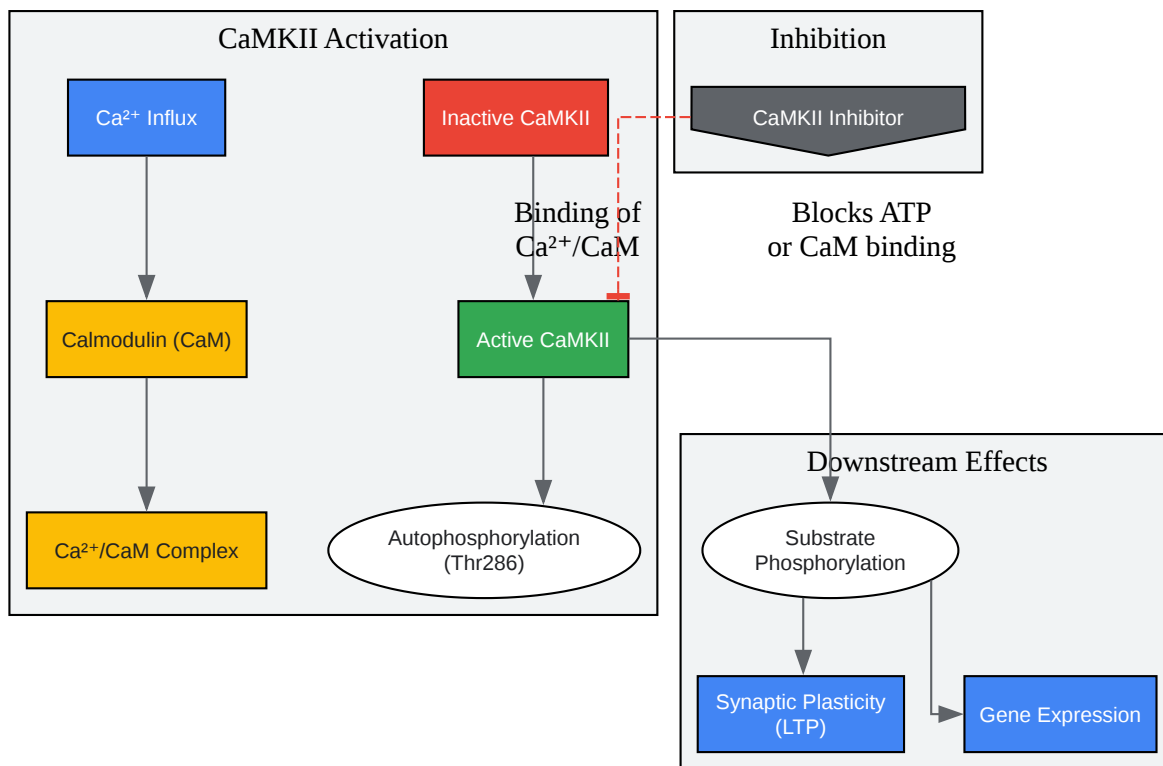 CaMKII Activation
Inhibition
Ca²⁺ Influx
Inactive CaMKII
CaMKII Inhibitor
Binding of
Ca²⁺/CaM
Blocks ATP
or CaM binding
Calmodulin (CaM)
Active CaMKII
Downstream Effects
Ca²⁺/CaM Complex
Autophosphorylation
(Thr286)
Substrate
Phosphorylation
Synaptic Plasticity
(LTP)
Gene Expression